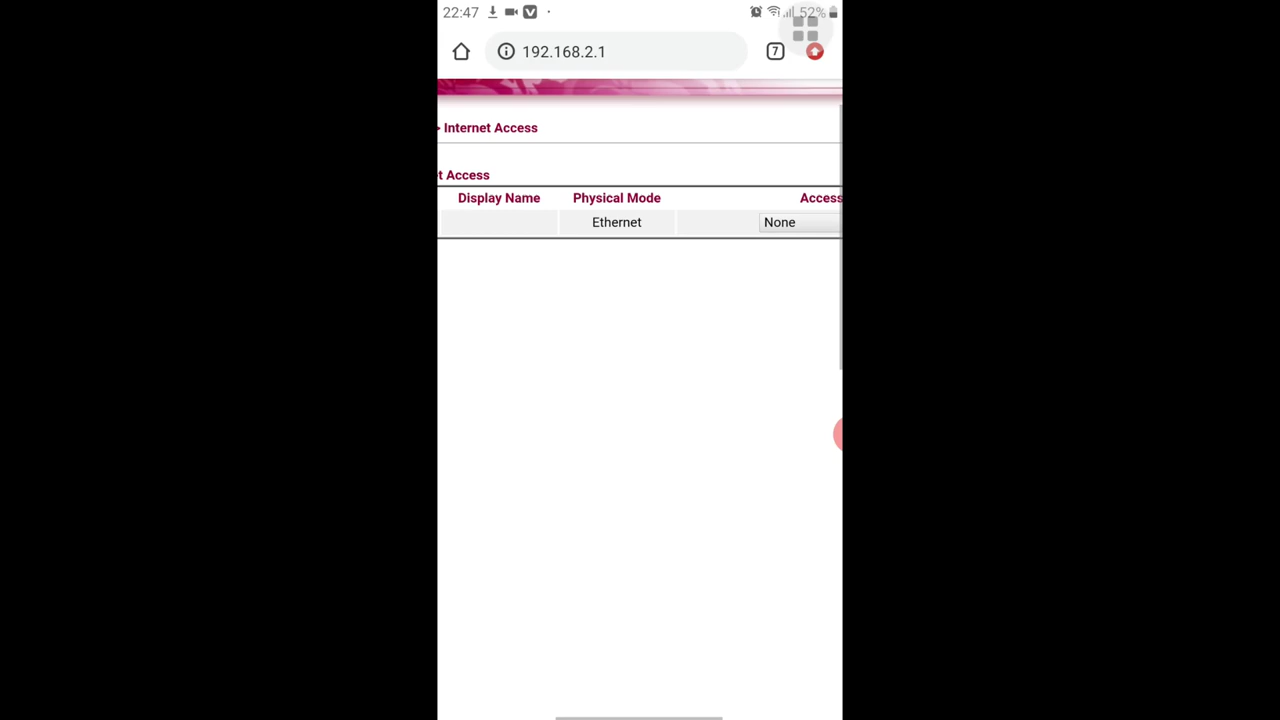 22:47 52%
192.168.2.1 7
Internet Access
t Access
Display Name Physical Mode Access
Ethernet None